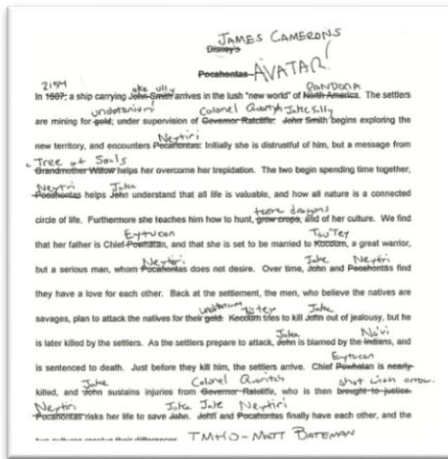 JAMES CAMERONS
Disney's
Pocahontas AVATAR!
2154 Jake ully PANDORA
In 1607, a ship carrying John Smith arrives in the lush "new world" of North America. The settlers
unobtanium Colonel Quaritch Jake Sully
are mining for gold, under supervision of Governor Ratcliffe. John Smith begins exploring the
Neytiri
new territory, and encounters Pocahontas. Initially she is distrustful of him, but a message from
Tree of Souls
Grandmother Willow helps her overcome her trepidation. The two begin spending time together,
Neytiri Jake
Pocahontas helps John understand that all life is valuable, and how all nature is a connected
tame dragons
circle of life. Furthermore she teaches him how to hunt, grow crops, and of her culture. We find
Eytucan Tsu'Tey
that her father is Chief Powhatan, and that she is set to be married to Kocoum, a great warrior,
Neytiri Jake Neytiri
but a serious man, whom Pocahontas does not desire. Over time, John and Pocahontas find
they have a love for each other. Back at the settlement, the men, who believe the natives are
unobtanium Tsu'tey Jake
savages, plan to attack the natives for their gold. Kocoum tries to kill John out of jealousy, but he
Jake Na'vi
is later killed by the settlers. As the settlers prepare to attack, John is blamed by the Indians, and
Eytucan
is sentenced to death. Just before they kill him, the settlers arrive. Chief Powhatan is nearly
Jake Colonel Quaritch shot with arrow.
killed, and John sustains injuries from Governor Ratcliffe, who is then brought to justice.
Neytiri Jake Jake Neytiri
Pocahontas risks her life to save John. John and Pocahontas finally have each other, and the
two cultures resolve their differences. TMHO-MATT BATEMAN